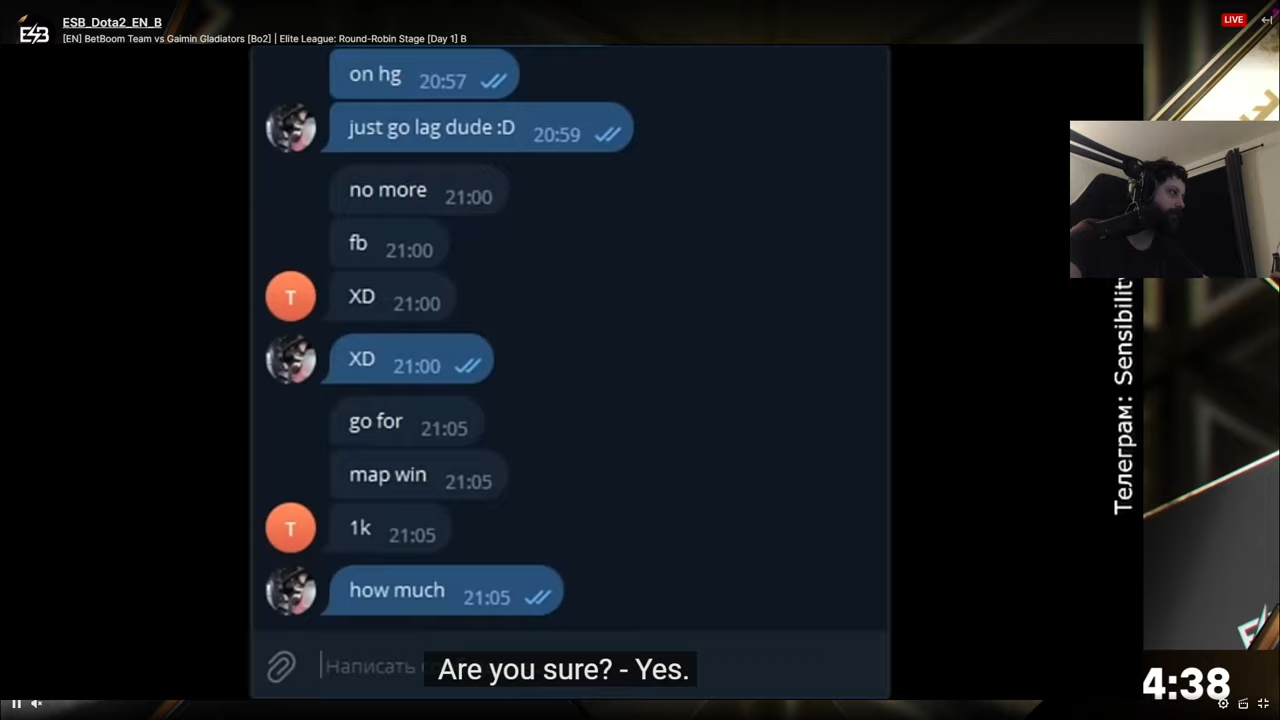 ESB_Dota2_EN_B
[EN] BetBoom Team vs Gaimin Gladiators [Bo2] | Elite League: Round-Robin Stage [Day 1] B
LIVE
on hg 20:57
just go lag dude :D 20:59
no more 21:00
fb 21:00
T XD 21:00
XD 21:00
go for 21:05
map win 21:05
T 1k 21:05
how much 21:05
Написать
Are you sure? - Yes.
Телеграм: Sensibility
4:38